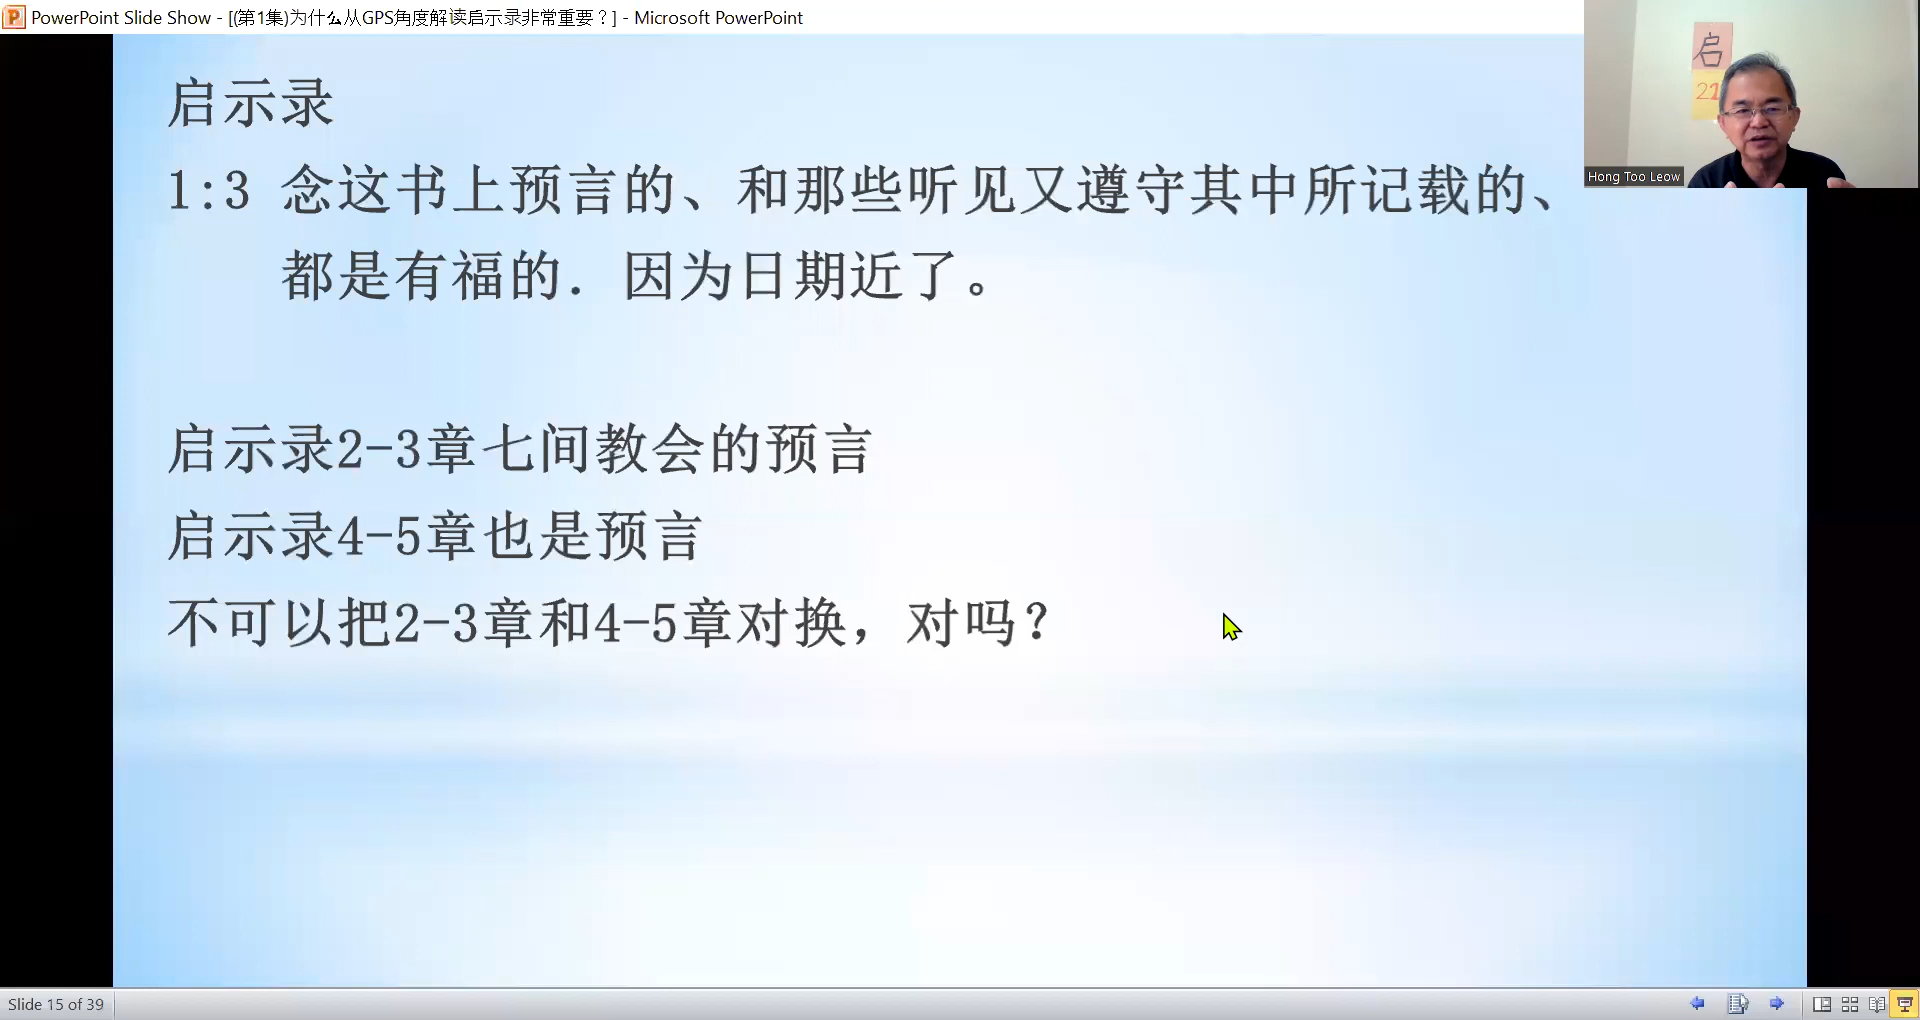 PowerPoint Slide Show - [(第1集)为什么从GPS角度解读启示录非常重要？] - Microsoft PowerPoint
启
21
Hong Too Leow
启示录
1:3 念这书上预言的、和那些听见又遵守其中所记载的、
都是有福的．因为日期近了。
启示录2-3章七间教会的预言
启示录4-5章也是预言
不可以把2-3章和4-5章对换，对吗？
Slide 15 of 39